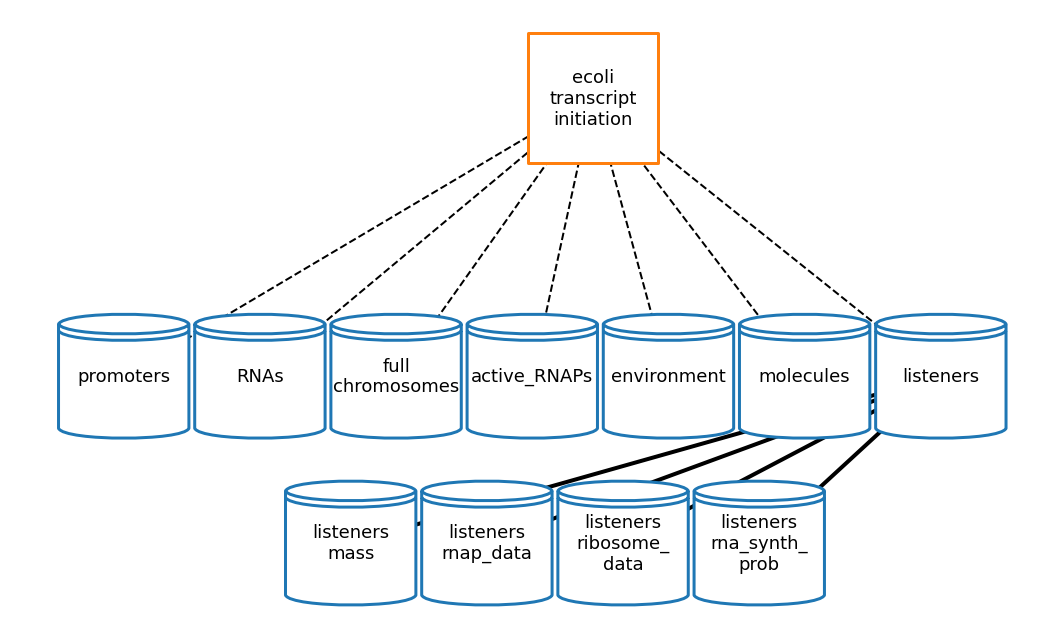 ecoli
transcript
initiation
promoters
RNAs
full
chromosomes
active_RNAPs
environment
molecules
listeners
listeners
mass
listeners
rnap_data
listeners
ribosome_
data
listeners
rna_synth_
prob